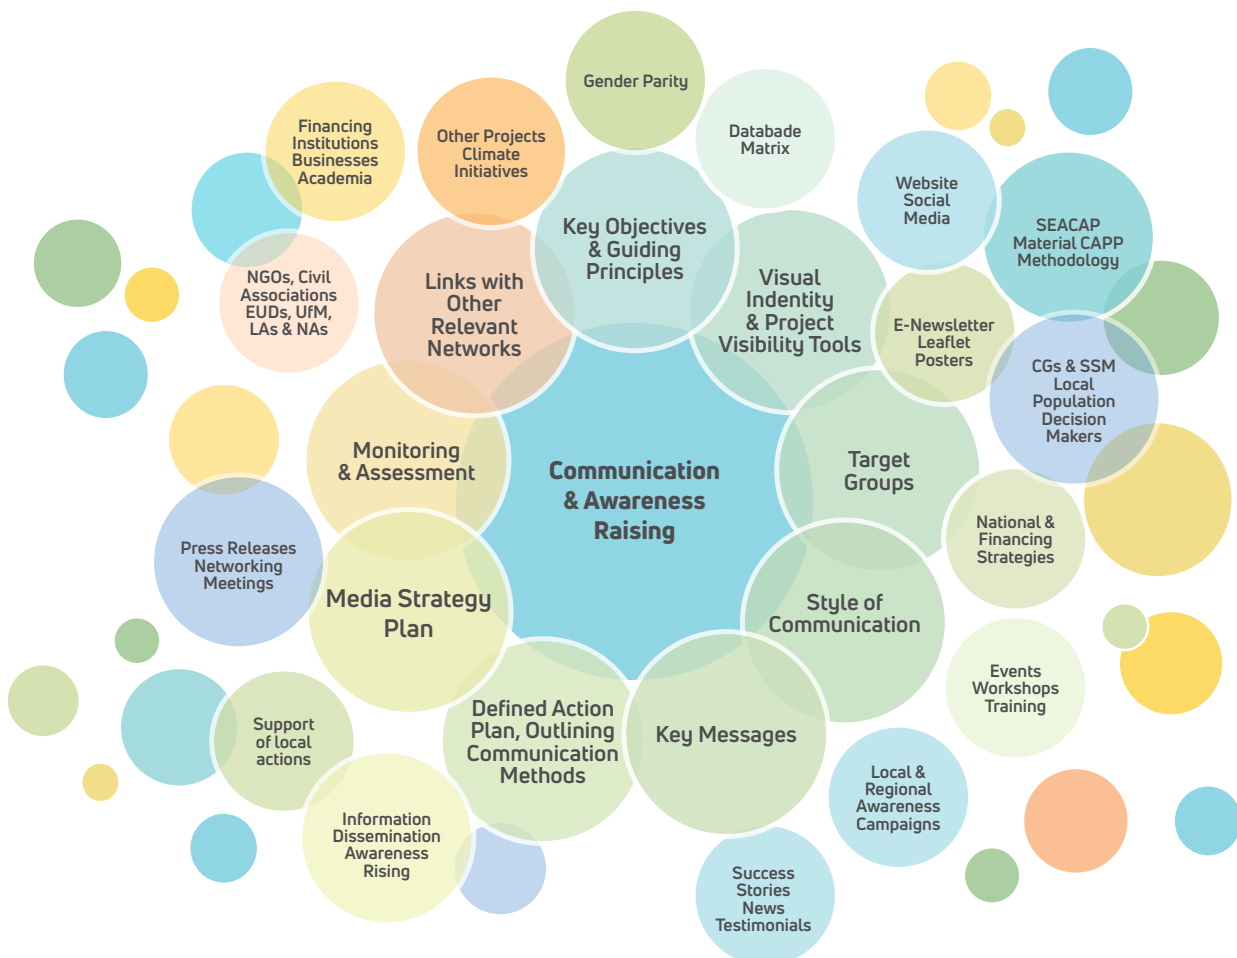 Gender Parity
Databade
Matrix
Financing
Institutions
Businesses
Academia
Other Projects
Climate
Initiatives
Website
Social
Media
SEACAP
Material CAPP
Methodology
Key Objectives
& Guiding
Principles
NGOs, Civil
Associations
EUDs, UfM,
LAs & NAs
Links with
Other
Relevant
Networks
Visual
Indentity
& Project
Visibility Tools
E-Newsletter
Leaflet
Posters
CGs & SSM
Local
Population
Decision
Makers
Monitoring
& Assessment
Communication
& Awareness
Raising
Target
Groups
National &
Financing
Strategies
Press Releases
Networking
Meetings
Media Strategy
Plan
Style of
Communication
Events
Workshops
Training
Support
of local
actions
Defined Action
Plan, Outlining
Communication
Methods
Key Messages
Local &
Regional
Awareness
Campaigns
Information
Dissemination
Awareness
Rising
Success
Stories
News
Testimonials